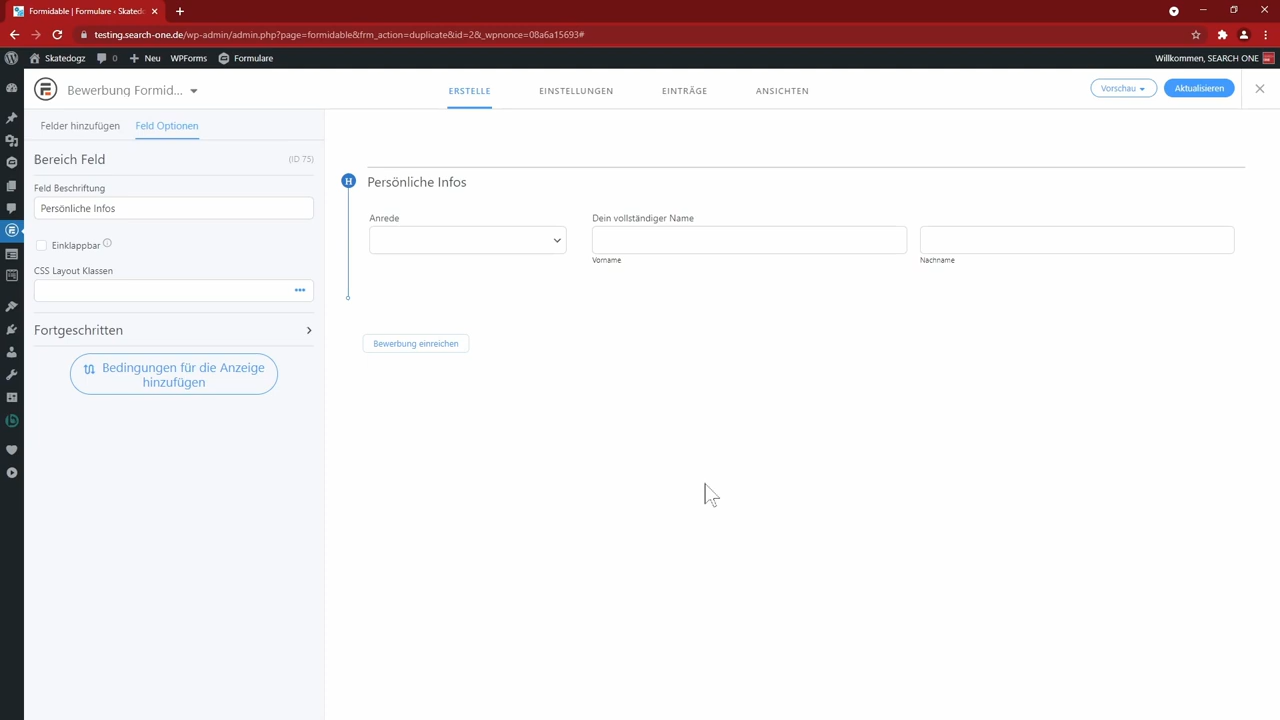 Formidable | Formulare ‹ Skatedo
testing.search-one.de/wp-admin/admin.php?page=formidable&frm_action=duplicate&id=2&_wpnonce=08a6a15693#
Skatedogz 0 Neu WPForms Formulare Willkommen, SEARCH ONE
Bewerbung Formid... ERSTELLE EINSTELLUNGEN EINTRÄGE ANSICHTEN Vorschau Aktualisieren
Felder hinzufügen Feld Optionen
Bereich Feld (ID 75)
Feld Beschriftung
Persönliche Infos
Einklappbar
CSS Layout Klassen
Fortgeschritten
Bedingungen für die Anzeige
hinzufügen
H Persönliche Infos
Anrede Dein vollständiger Name
Vorname Nachname
Bewerbung einreichen